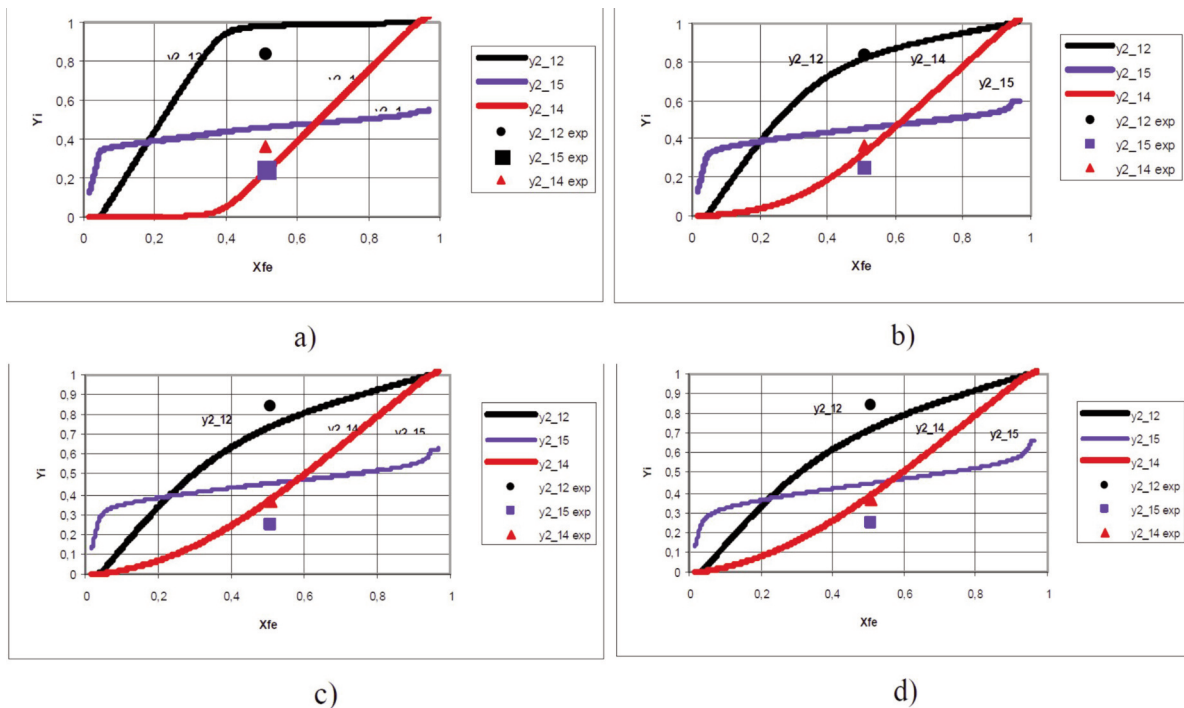 1
0,8
0,6
0,4
0,2
0
Yi
0 0,2 0,4 0,6 0,8 1
Xfe
y2_12
y2_15
y2_14
y2_12 exp
y2_15 exp
y2_14 exp
a)
1
0,8
0,6
0,4
0,2
0
Yi
y2_12
y2_14
y2_15
0 0,2 0,4 0,6 0,8 1
Xfe
y2_12
y2_15
y2_14
y2_12 exp
y2_15 exp
y2_14 exp
b)
1
0,9
0,8
0,7
0,6
0,5
0,4
0,3
0,2
0,1
0
Yi
y2_12
y2_14
y2_15
0 0,2 0,4 0,6 0,8 1
Xfe
y2_12
y2_15
y2_14
y2_12 exp
y2_15 exp
y2_14 exp
c)
1
0,9
0,8
0,7
0,6
0,5
0,4
0,3
0,2
0,1
0
Yi
y2_12
y2_14
y2_15
0 0,2 0,4 0,6 0,8 1
Xfe
y2_12
y2_15
y2_14
y2_12 exp
y2_15 exp
y2_14 exp
d)